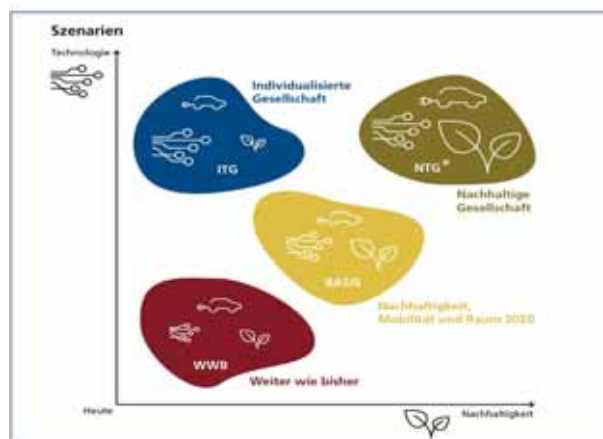 Szenarien
Technologie
Individualisierte
Gesellschaft
ITG
NTG*
Nachhaltige
Gesellschaft
BASIS
Nachhaltigkeit,
Mobilität und Raum 2050
WWB
Weiter wie bisher
Heute
Nachhaltigkeit